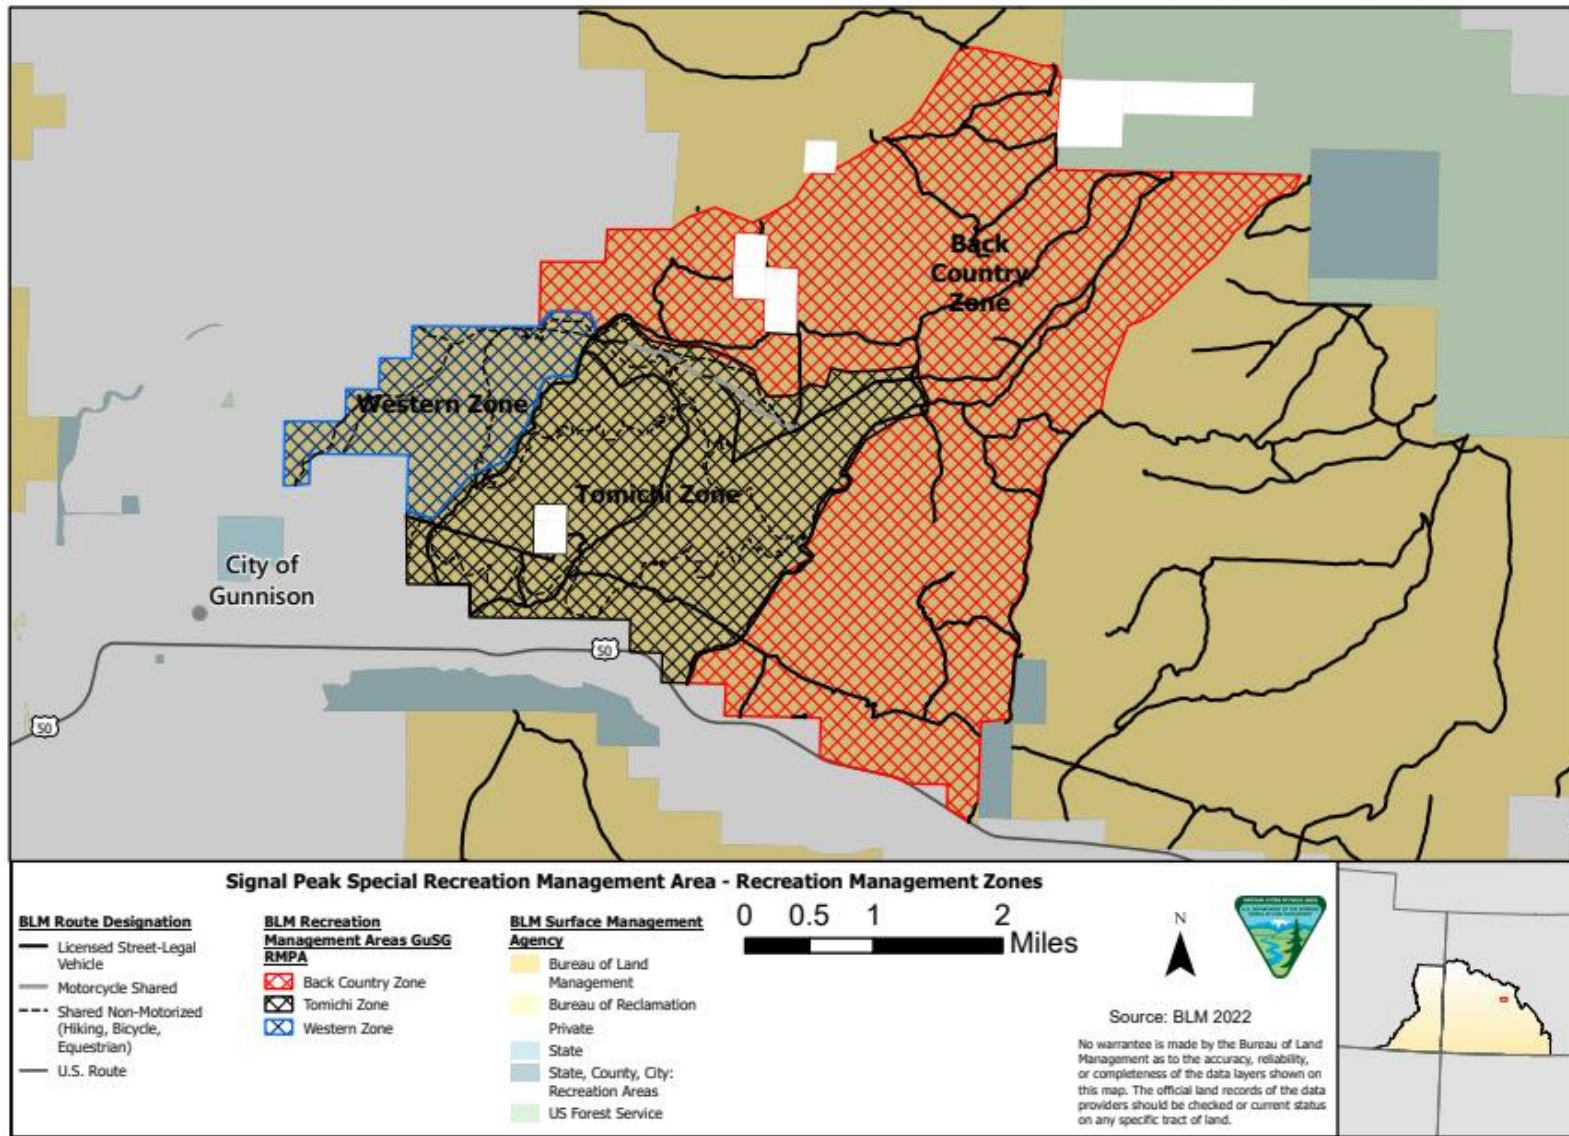 Back
Country
Zone
Western Zone
Tomichi Zone
City of
Gunnison
50
50
Signal Peak Special Recreation Management Area - Recreation Management Zones
BLM Route Designation
Licensed Street-Legal
Vehicle
Motorcycle Shared
Shared Non-Motorized
(Hiking, Bicycle,
Equestrian)
U.S. Route
BLM Recreation
Management Areas GuSG
RMPA
Back Country Zone
Tomichi Zone
Western Zone
BLM Surface Management
Agency
Bureau of Land
Management
Bureau of Reclamation
Private
State
State, County, City:
Recreation Areas
US Forest Service
0 0.5 1 2
Miles
N
Source: BLM 2022
No warrantee is made by the Bureau of Land
Management as to the accuracy, reliability,
or completeness of the data layers shown on
this map. The official land records of the data
providers should be checked or current status
on any specific tract of land.